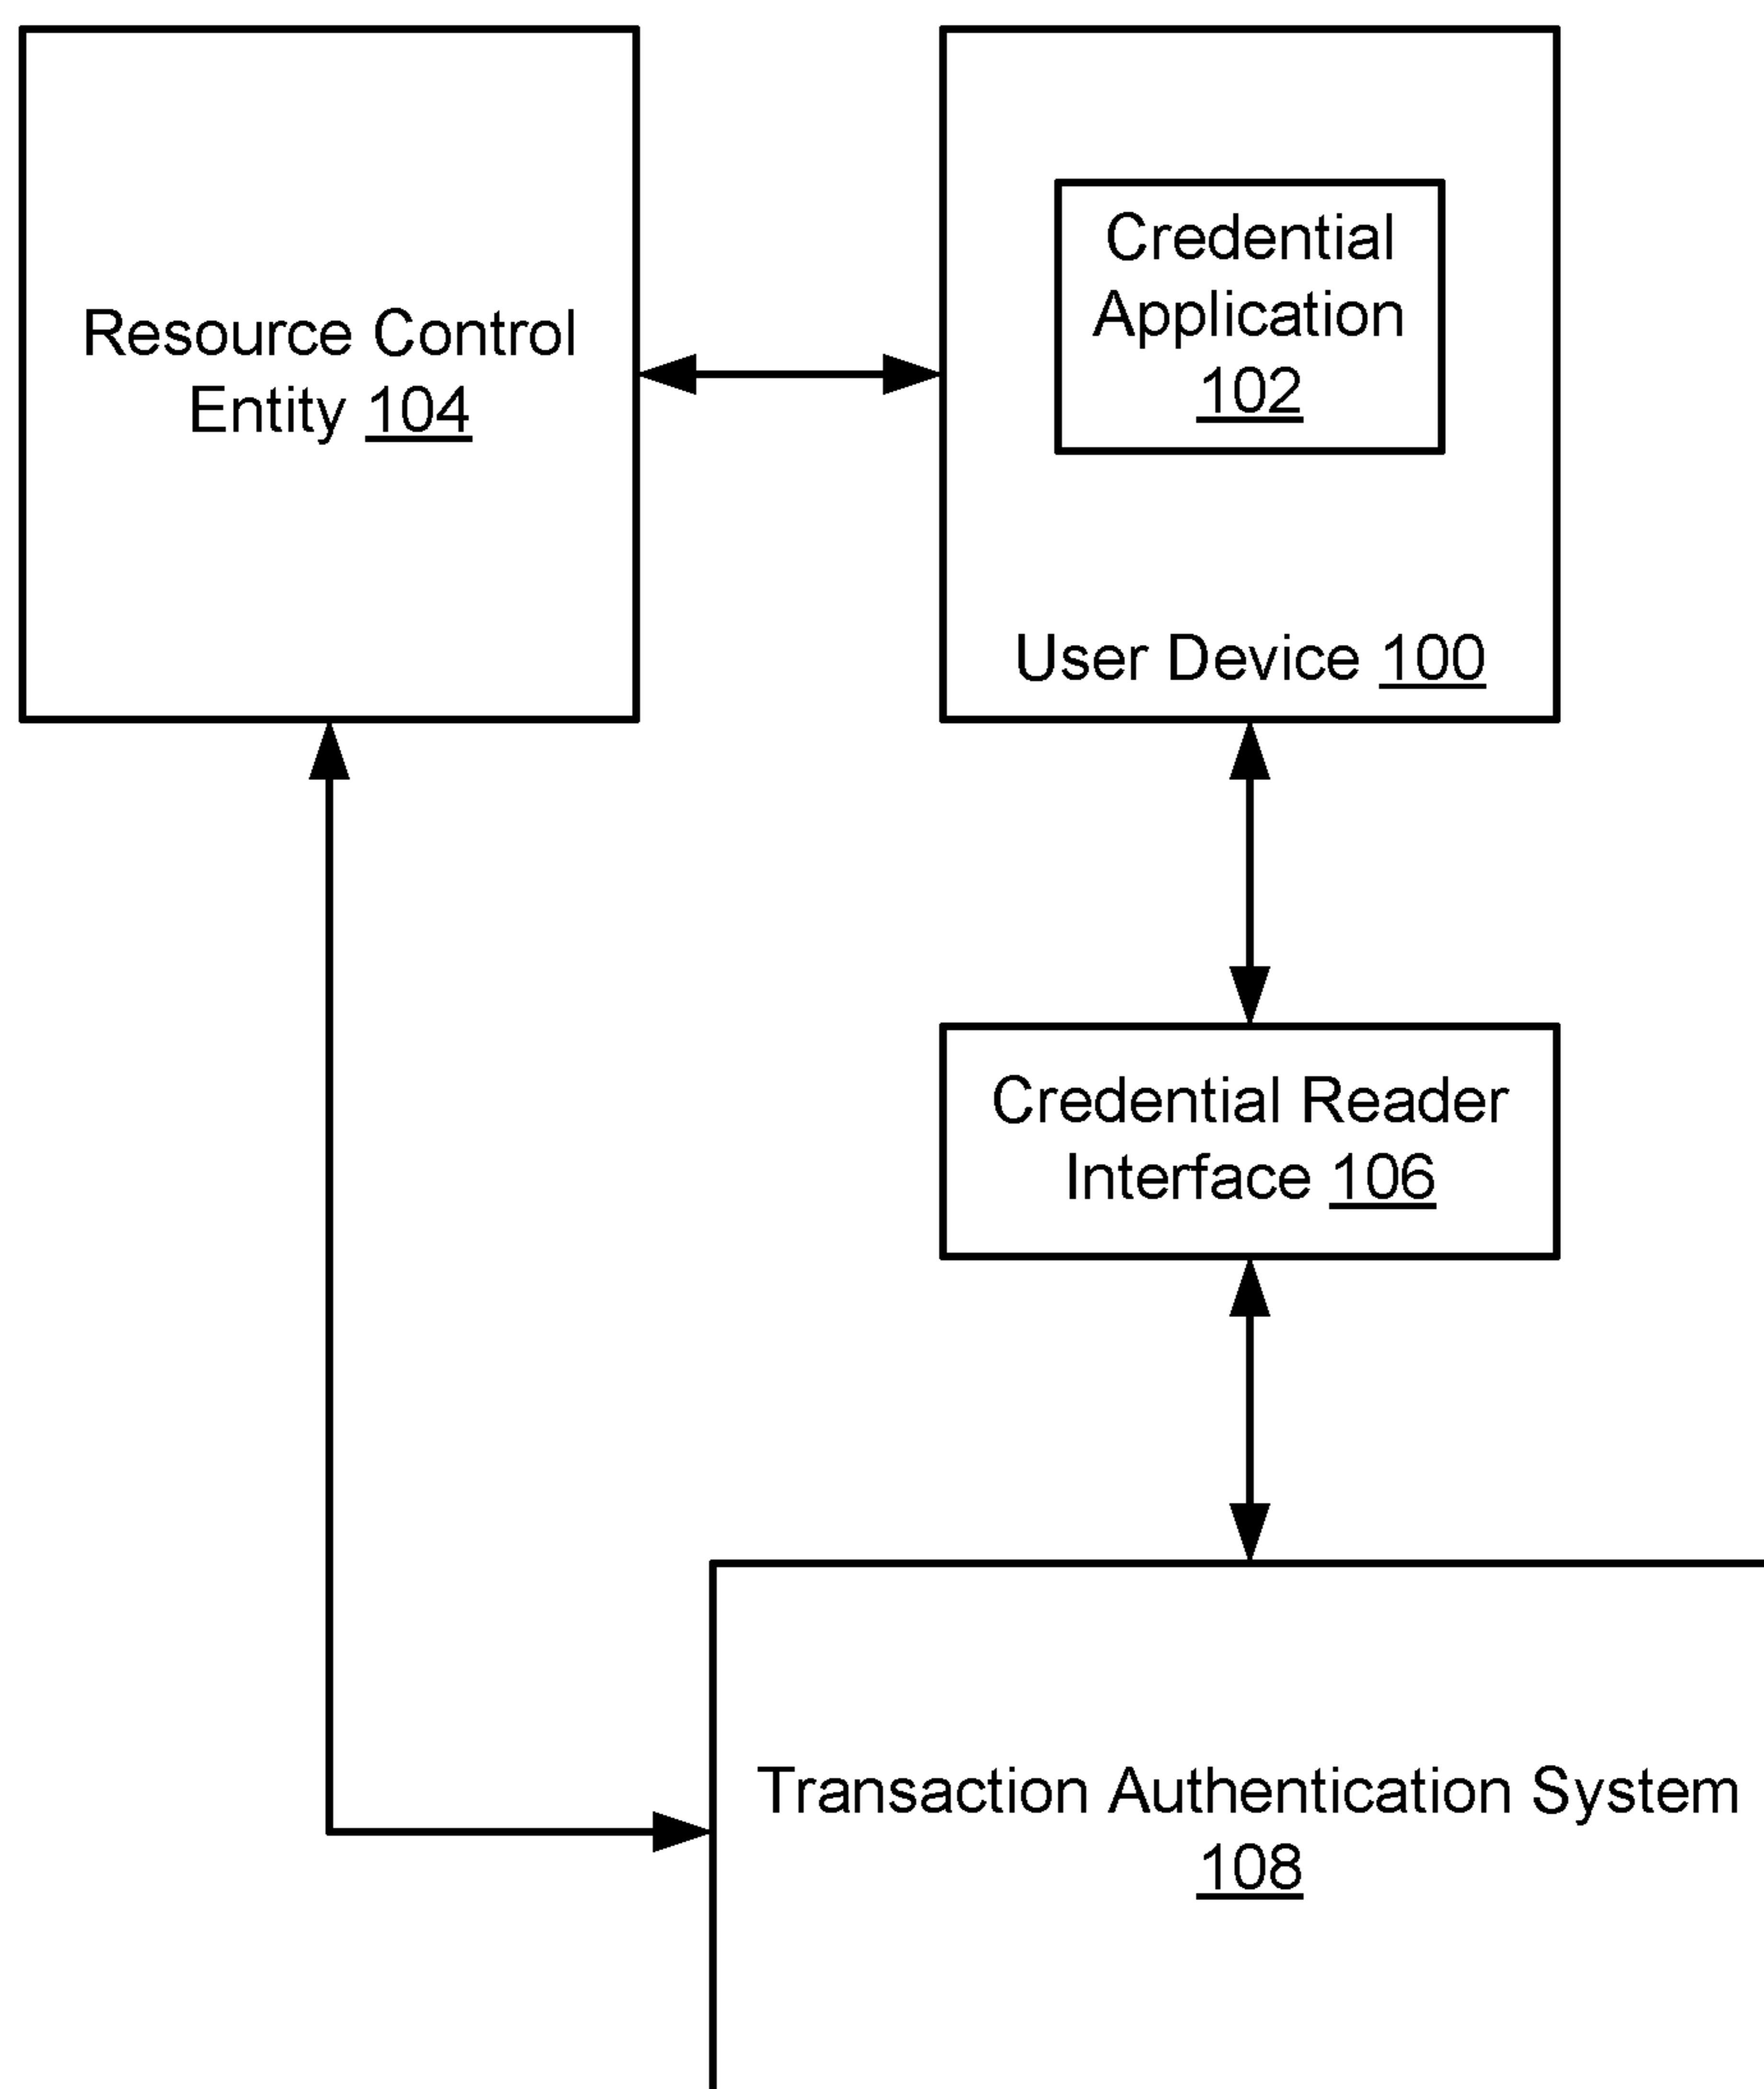 Resource Control
Entity 104
Credential
Application
102
User Device 100
Credential Reader
Interface 106
Transaction Authentication System
108